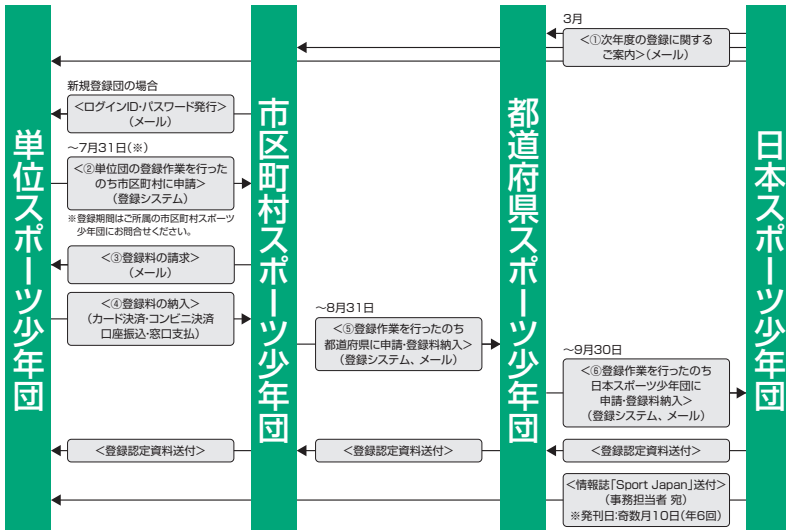 単位スポーツ少年団
市区町村スポーツ少年団
都道府県スポーツ少年団
日本スポーツ少年団
3月
<①次年度の登録に関する
ご案内>(メール)
新規登録団の場合
<ログインID・パスワード発行>
(メール)
～7月31日(※)
<②単位団の登録作業を行った
のち市区町村に申請>
(登録システム)
※登録期間はご所属の市区町村スポーツ
少年団にお問合せください。
<③登録料の請求>
(メール)
<④登録料の納入>
(カード決済・コンビニ決済
口座振込・窓口支払)
～8月31日
<⑤登録作業を行ったのち
都道府県に申請・登録料納入>
(登録システム、メール)
～9月30日
<⑥登録作業を行ったのち
日本スポーツ少年団に
申請・登録料納入>
(登録システム、メール)
<登録認定資料送付>
<登録認定資料送付>
<登録認定資料送付>
<情報誌「Sport Japan」送付>
(事務担当者 宛)
※発刊日:奇数月10日(年6回)